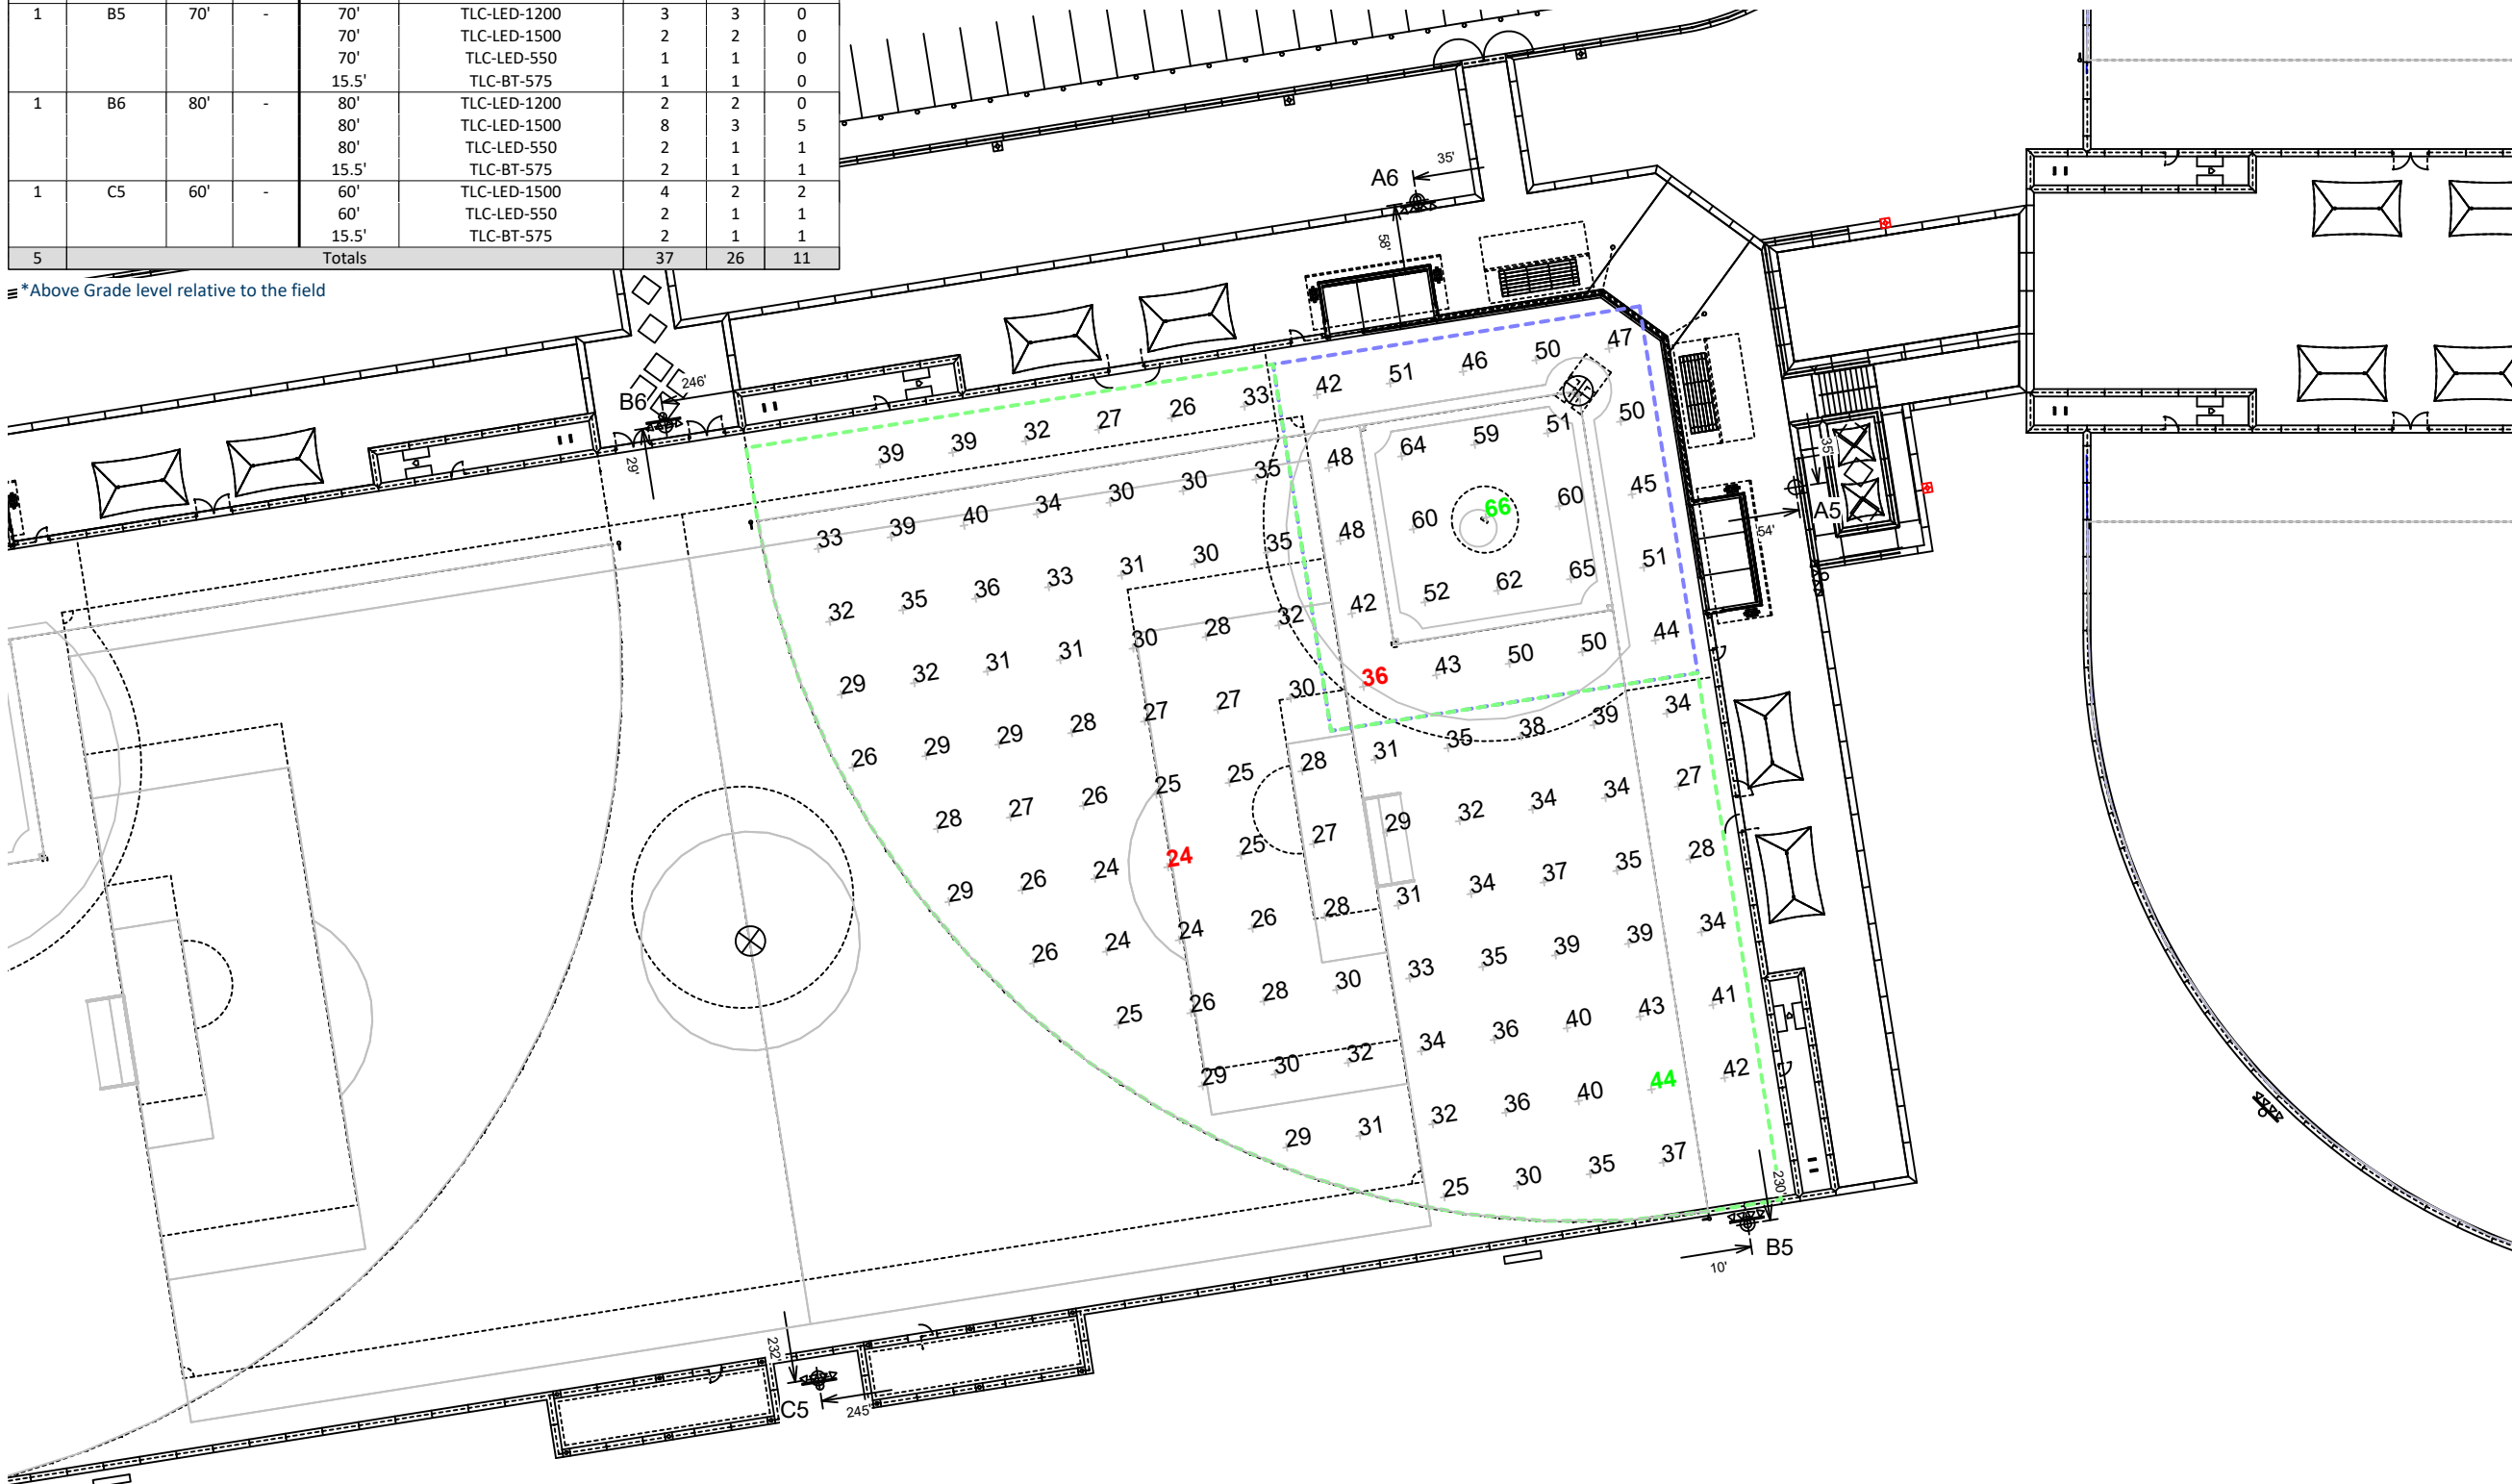 1 B5 70' - 70' TLC-LED-1200 3 3 0
70' TLC-LED-1500 2 2 0
70' TLC-LED-550 1 1 0
15.5' TLC-BT-575 1 1 0
1 B6 80' - 80' TLC-LED-1200 2 2 0
80' TLC-LED-1500 8 3 5
80' TLC-LED-550 2 1 1
15.5' TLC-BT-575 2 1 1
1 C5 60' - 60' TLC-LED-1500 4 2 2
60' TLC-LED-550 2 1 1
15.5' TLC-BT-575 2 1 1
5 Totals 37 26 11
*Above Grade level relative to the field
35'
A6
58'
246'
B6
29'
35'
A5
54'
39 39 32 27 26 33 42 51 46 50 47
33 39 40 34 30 30 35 48 64 59 51 50
32 35 36 33 31 30 35 48 60 66 60 45
29 32 31 31 30 28 32 42 52 62 65 51
26 29 29 28 27 27 30 36 43 50 50 44
28 27 26 25 25 28 31 35 38 39 34
29 26 24 24 25 27 29 32 34 34 27
26 24 24 26 28 31 34 37 35 28
25 26 28 30 33 35 39 39 34
29 30 32 34 36 40 43 41
29 31 32 36 40 44 42
25 30 35 37
230'
B5
10'
232'
C5
245'